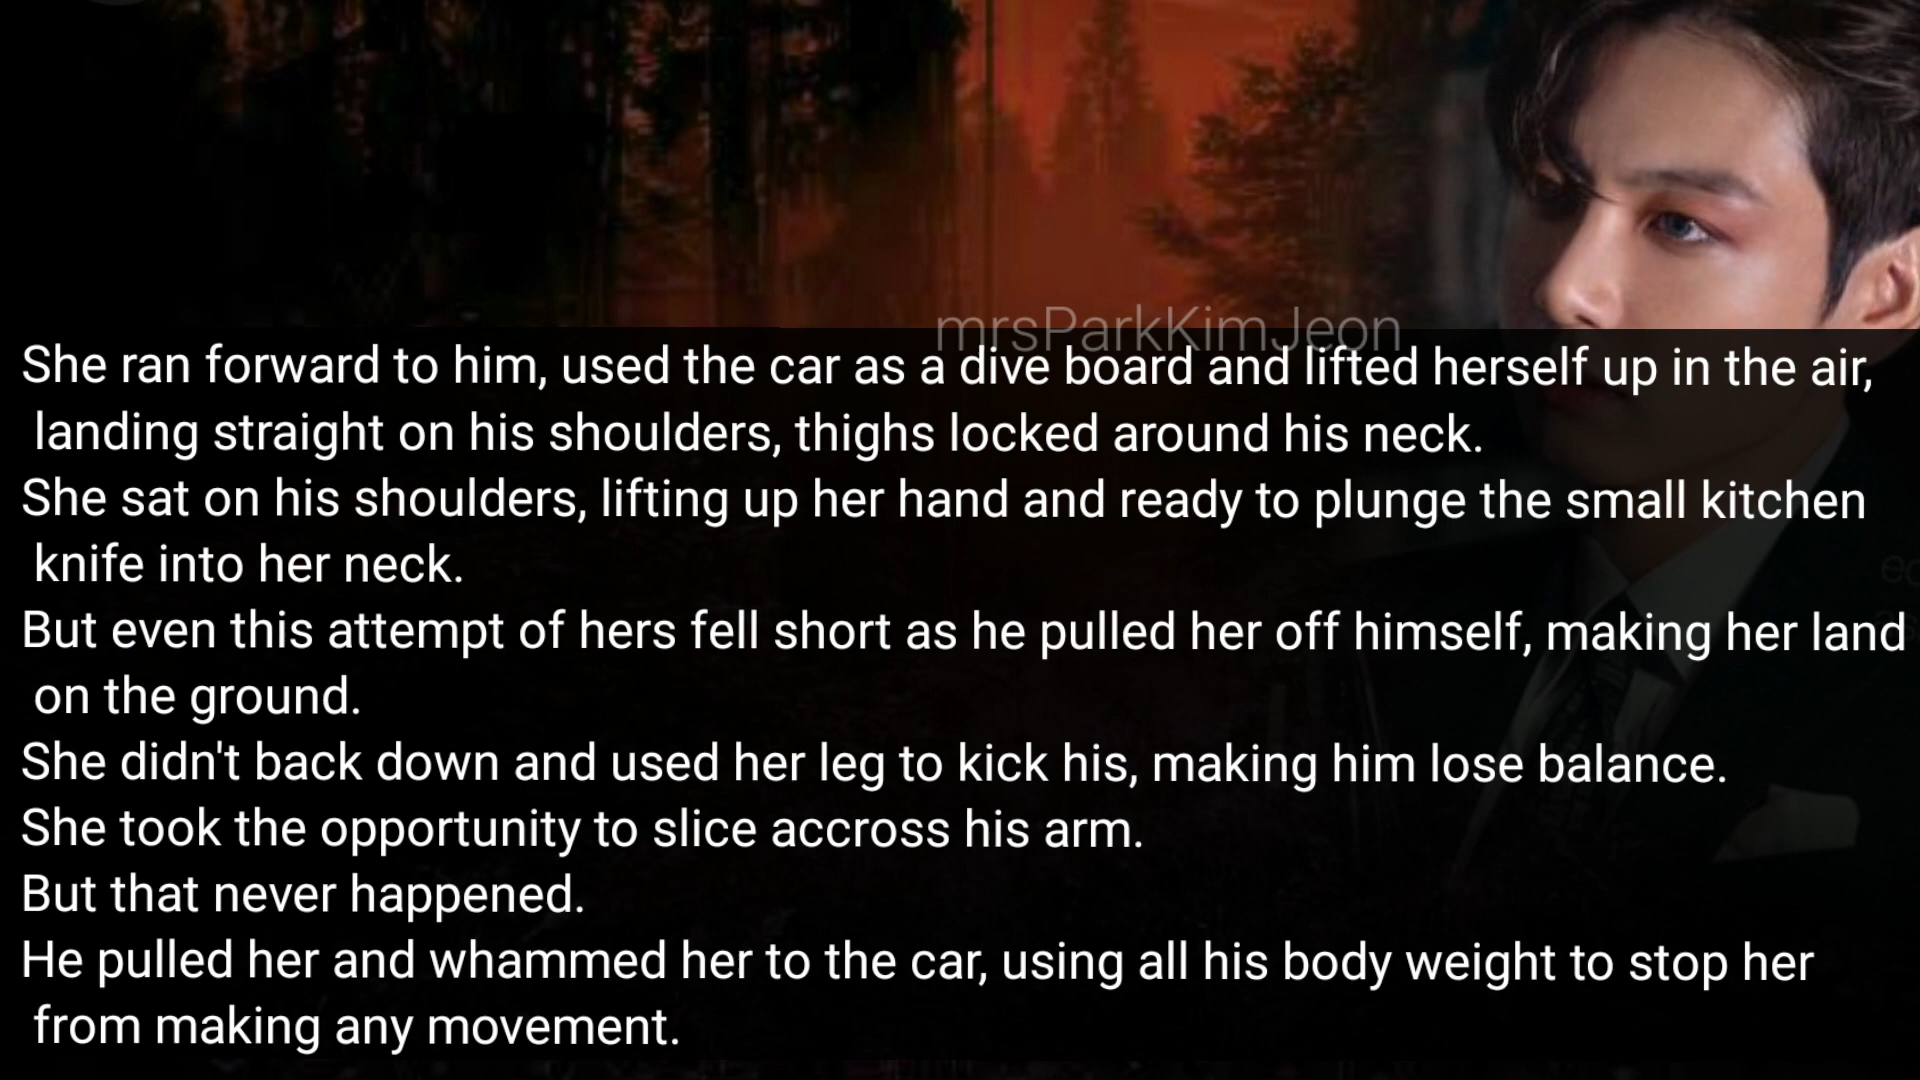 mrsParkKimJeon
She ran forward to him, used the car as a dive board and lifted herself up in the air,
landing straight on his shoulders, thighs locked around his neck.
She sat on his shoulders, lifting up her hand and ready to plunge the small kitchen
knife into her neck.
But even this attempt of hers fell short as he pulled her off himself, making her land
on the ground.
She didn't back down and used her leg to kick his, making him lose balance.
She took the opportunity to slice accross his arm.
But that never happened.
He pulled her and whammed her to the car, using all his body weight to stop her
from making any movement.